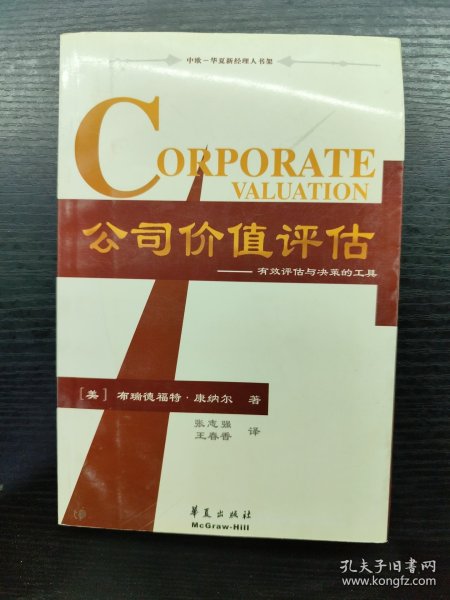 中欧-华夏新经理人书架
CORPORATE
VALUATION
公司价值评估
——有效评估与决策的工具
[美] 布瑞德福特·康纳尔 著
张志强
王春香 译
华夏出版社
McGraw-Hill
孔夫子旧书网
www.kongfz.com